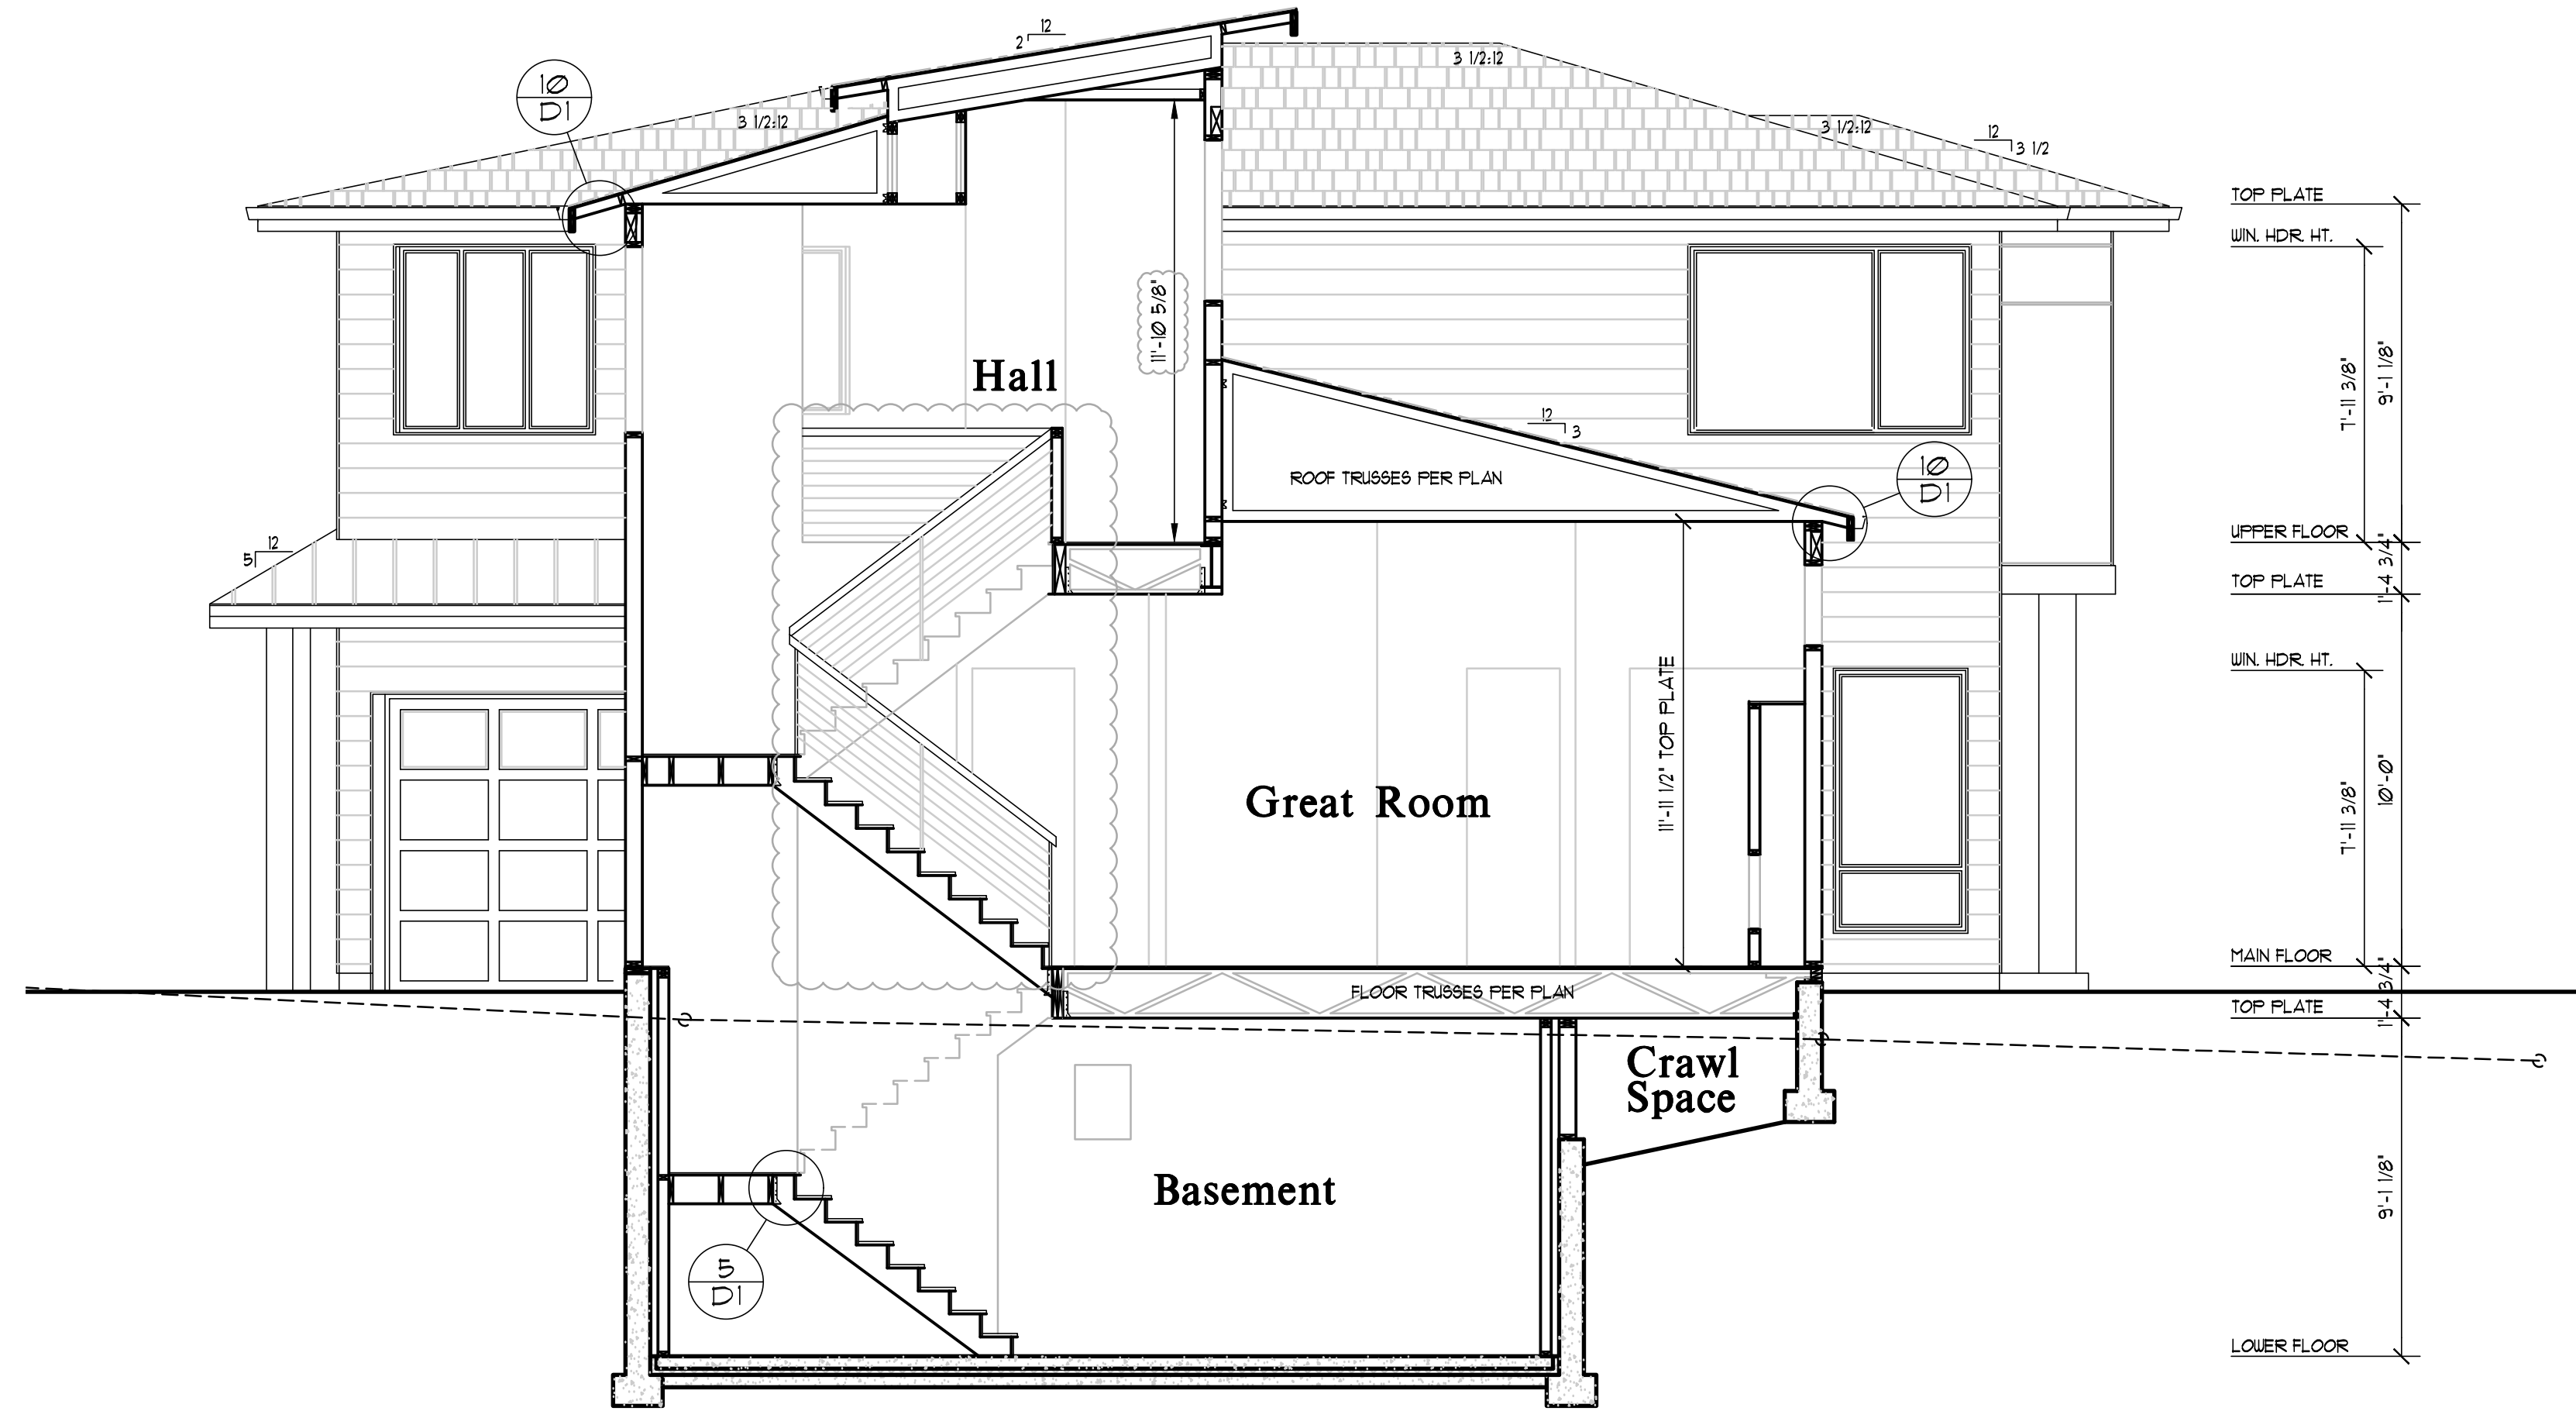 12
2
3 1/2:12
10
D1
3 1/2:12
3 1/2:12
12
3 1/2
TOP PLATE
WIN. HDR. HT.
11'-10 5/8"
7'-11 3/8"
9'-1 1/8"
Hall
12
3
ROOF TRUSSES PER PLAN
10
D1
12
5
UPPER FLOOR
1'-4 3/4"
TOP PLATE
WIN. HDR. HT.
11'-11 1/2" TOP PLATE
Great Room
7'-11 3/8"
10'-0"
MAIN FLOOR
FLOOR TRUSSES PER PLAN
1'-4 3/4"
TOP PLATE
Crawl
Space
Basement
9'-1 1/8"
5
D1
LOWER FLOOR